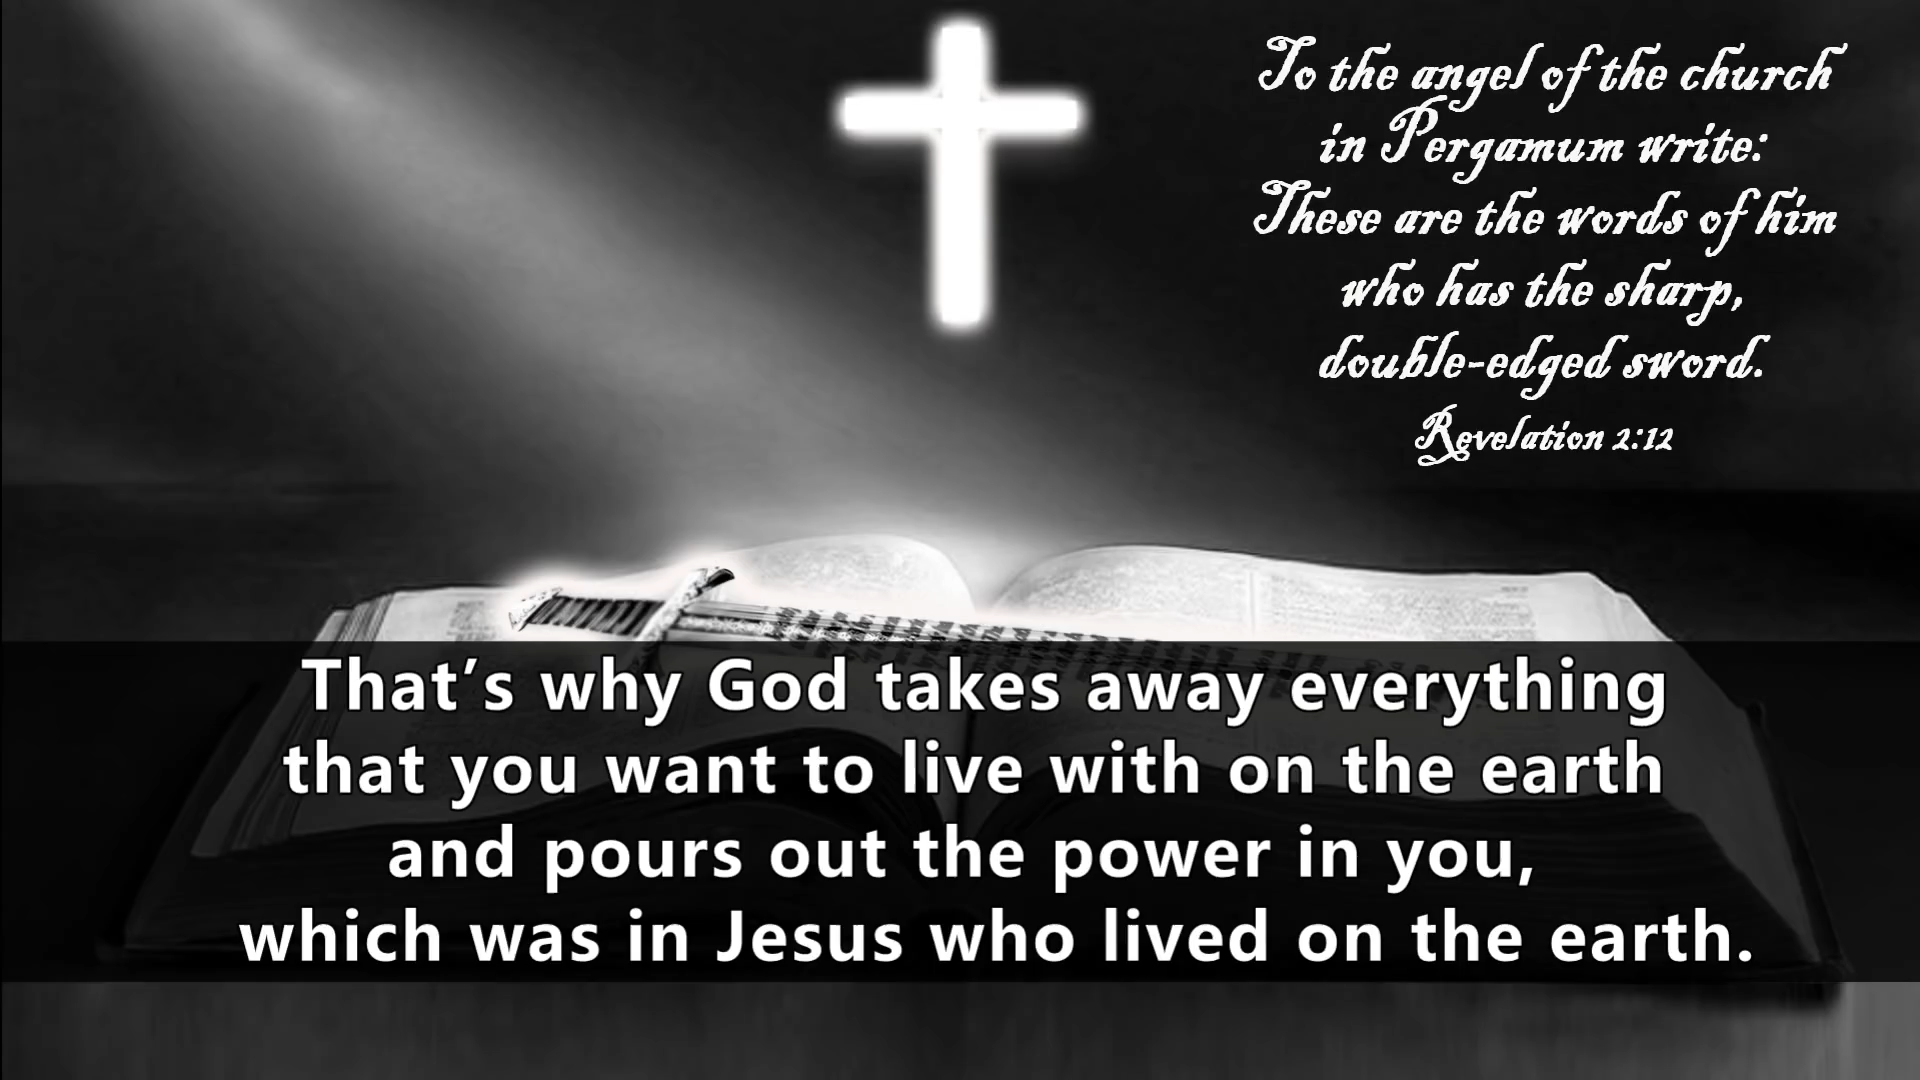 To the angel of the church
in Pergamum write:
These are the words of him
who has the sharp,
double-edged sword.
Revelation 2:12
That’s why God takes away everything
that you want to live with on the earth
and pours out the power in you,
which was in Jesus who lived on the earth.